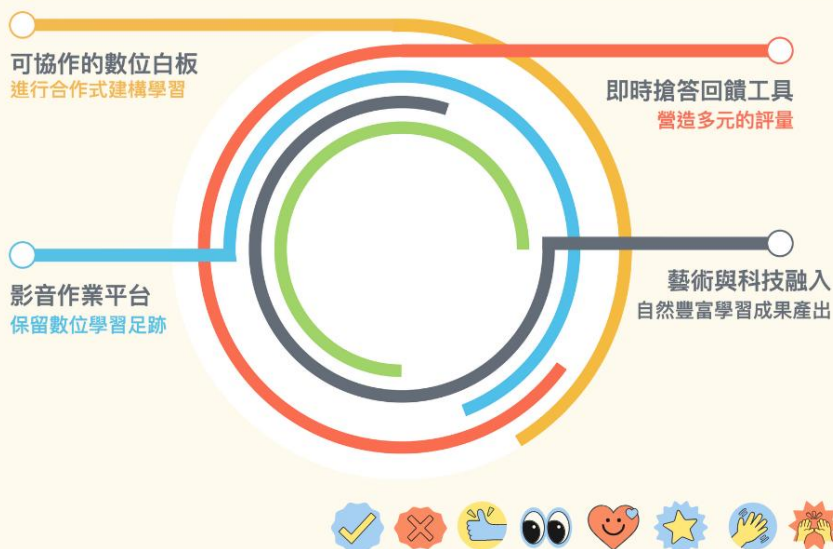 可協作的數位白板
進行合作式建構學習
即時搶答回饋工具
營造多元的評量
影音作業平台
保留數位學習足跡
藝術與科技融入
自然豐富學習成果產出